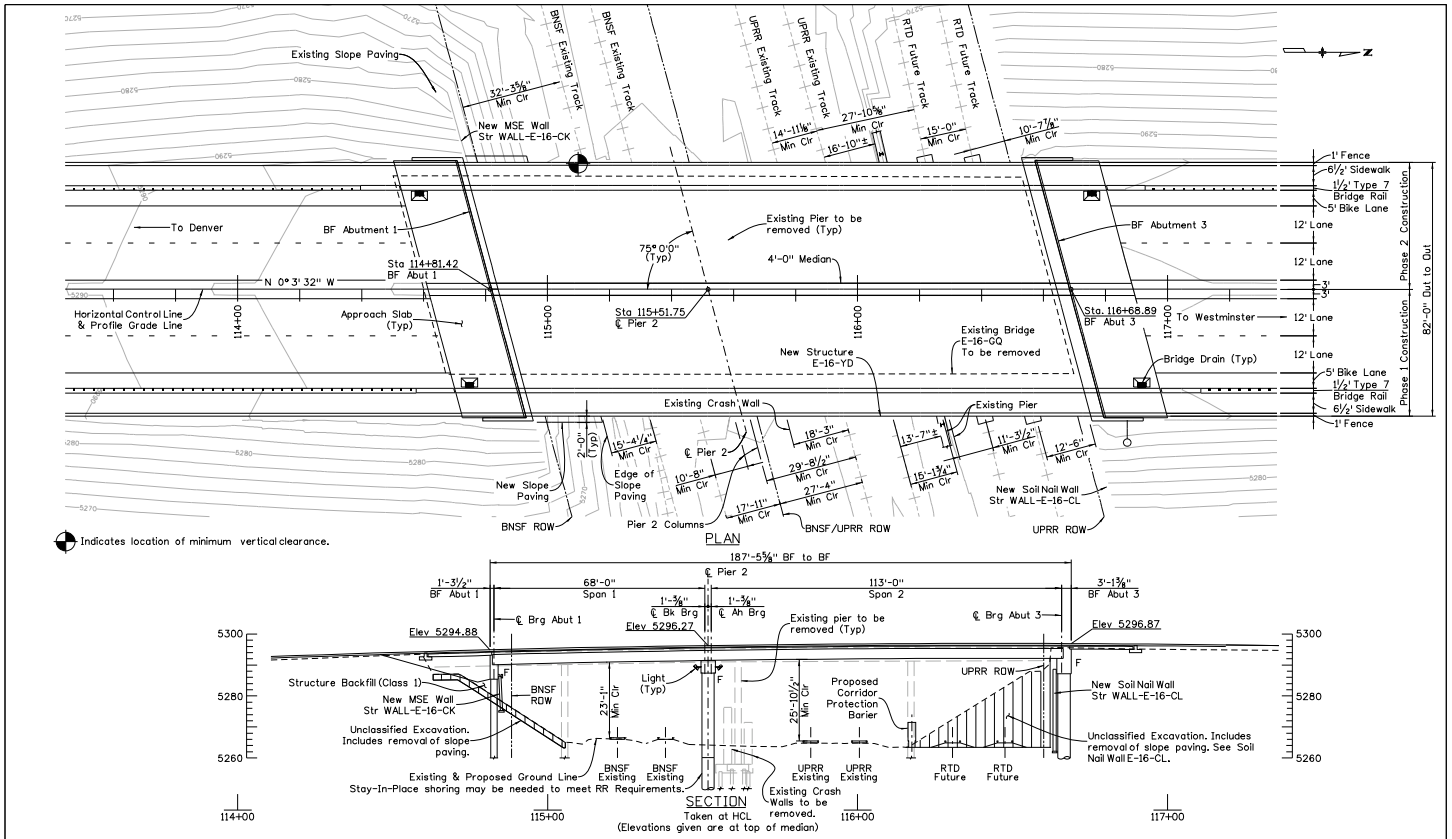 5270
5280
5290
5270
5280
5290
Existing Slope Paving
32'-3⅝"
Min Clr
BNSF Existing Track
BNSF Existing Track
UPRR Existing Track
UPRR Existing Track
RTD Future Track
RTD Future Track
N
New MSE Wall
Str WALL-E-16-CK
14'-11⅛"
Min Clr
27'-10⅝"
Min Clr
16'-10"±
15'-0"
Min Clr
10'-7⅞"
Min Clr
1' Fence
6½' Sidewalk
1½' Type 7
Bridge Rail
5' Bike Lane
12' Lane
12' Lane
3'
3'
12' Lane
12' Lane
5' Bike Lane
1½' Type 7
Bridge Rail
6½' Sidewalk
1' Fence
Phase 2 Construction
Phase 1 Construction
82'-0" Out to Out
To Denver
BF Abutment 1
Existing Pier to be
removed (Typ)
BF Abutment 3
75° 0'0"
(Typ)
Sta 114+81.42
BF Abut 1
4'-0" Median
N 0° 3' 32" W
5290
Horizontal Control Line
& Profile Grade Line
114+00
Approach Slab
(Typ)
115+00
Sta 115+51.75
℄ Pier 2
116+00
Sta. 116+68.89
BF Abut 3
117+00
To Westminster
New Structure
E-16-YD
Existing Bridge
E-16-GQ
To be removed
Bridge Drain (Typ)
Existing Crash Wall
Existing Pier
2'-0"
(Typ)
15'-4¼"
Min Clr
℄ Pier 2
18'-3"
Min Clr
13'-7"±
11'-3½"
Min Clr
12'-6"
Min Clr
10'-8"
Min Clr
29'-8½"
Min Clr
15'-1¾"
Min Clr
27'-4"
Min Clr
17'-11"
Min Clr
New Slope
Paving
Edge of
Slope
Paving
5270
5280
5280
5270
Pier 2 Columns
BNSF ROW
BNSF/UPRR ROW
New Soil Nail Wall
Str WALL-E-16-CL
UPRR ROW
PLAN
Indicates location of minimum vertical clearance.
187'-5⅝" BF to BF
℄ Pier 2
1'-3½"
BF Abut 1
68'-0"
Span 1
113'-0"
Span 2
3'-1⅜"
BF Abut 3
1'-⅜"
℄ Bk Brg
1'-⅜"
℄ Ah Brg
℄ Brg Abut 1
℄ Brg Abut 3
Existing pier to be
removed (Typ)
5300
5280
5260
5300
5280
5260
Elev 5294.88
Elev 5296.27
Elev 5296.87
F
F
F
Structure Backfill (Class 1)
New MSE Wall
Str WALL-E-16-CK
BNSF
ROW
Light
(Typ)
23'-1"
Min Clr
25'-10½"
Min Clr
Proposed
Corridor
Protection
Barier
UPRR ROW
New Soil Nail Wall
Str WALL-E-16-CL
Unclassified Excavation.
Includes removal of slope
paving.
Unclassified Excavation. Includes
removal of slope paving. See Soil
Nail Wall E-16-CL.
Existing & Proposed Ground Line
Stay-In-Place shoring may be needed to meet RR Requirements.
BNSF
Existing
BNSF
Existing
UPRR
Existing
UPRR
Existing
RTD
Future
RTD
Future
Existing Crash
Walls to be
removed.
SECTION
Taken at HCL
(Elevations given are at top of median)
114+00
115+00
116+00
117+00